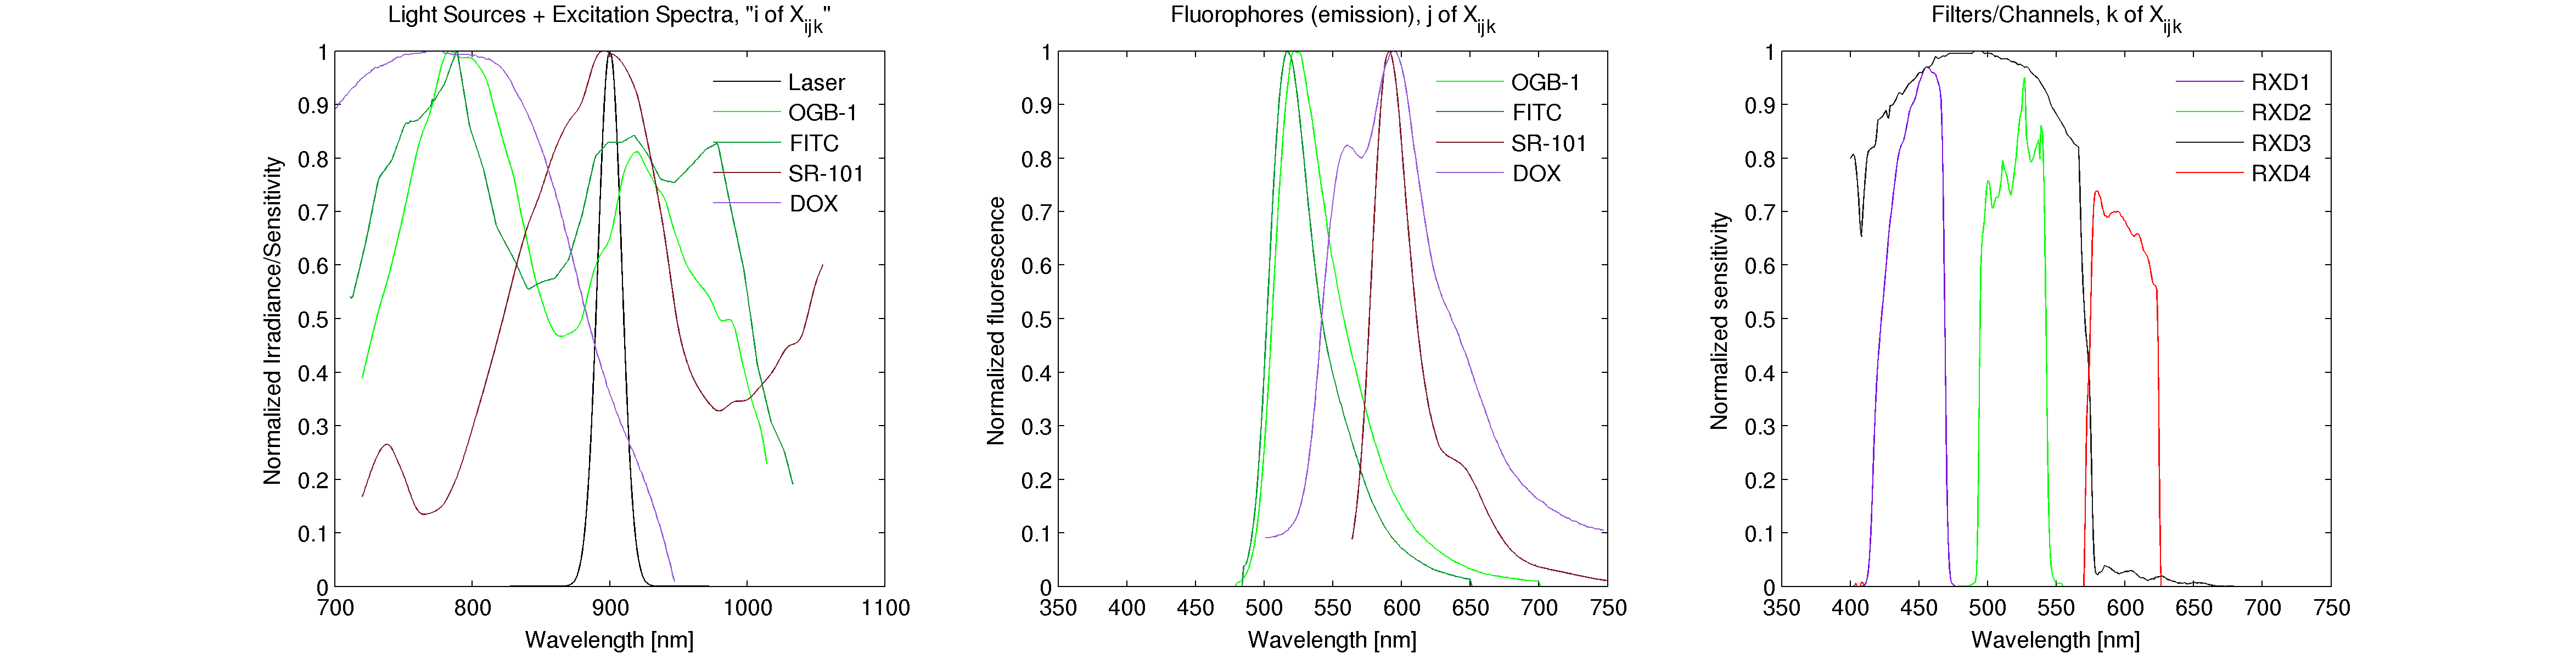 Light Sources + Excitation Spectra, "i of Xijk"
Normalized Irradiance/Sensitivity
1
0.9
0.8
0.7
0.6
0.5
0.4
0.3
0.2
0.1
0
700 800 900 1000 1100
Wavelength [nm]
Laser
OGB-1
FITC
SR-101
DOX
Fluorophores (emission), j of Xijk
Normalized fluorescence
1
0.9
0.8
0.7
0.6
0.5
0.4
0.3
0.2
0.1
0
350 400 450 500 550 600 650 700 750
Wavelength [nm]
OGB-1
FITC
SR-101
DOX
Filters/Channels, k of Xijk
Normalized sensitivity
1
0.9
0.8
0.7
0.6
0.5
0.4
0.3
0.2
0.1
0
350 400 450 500 550 600 650 700 750
Wavelength [nm]
RXD1
RXD2
RXD3
RXD4